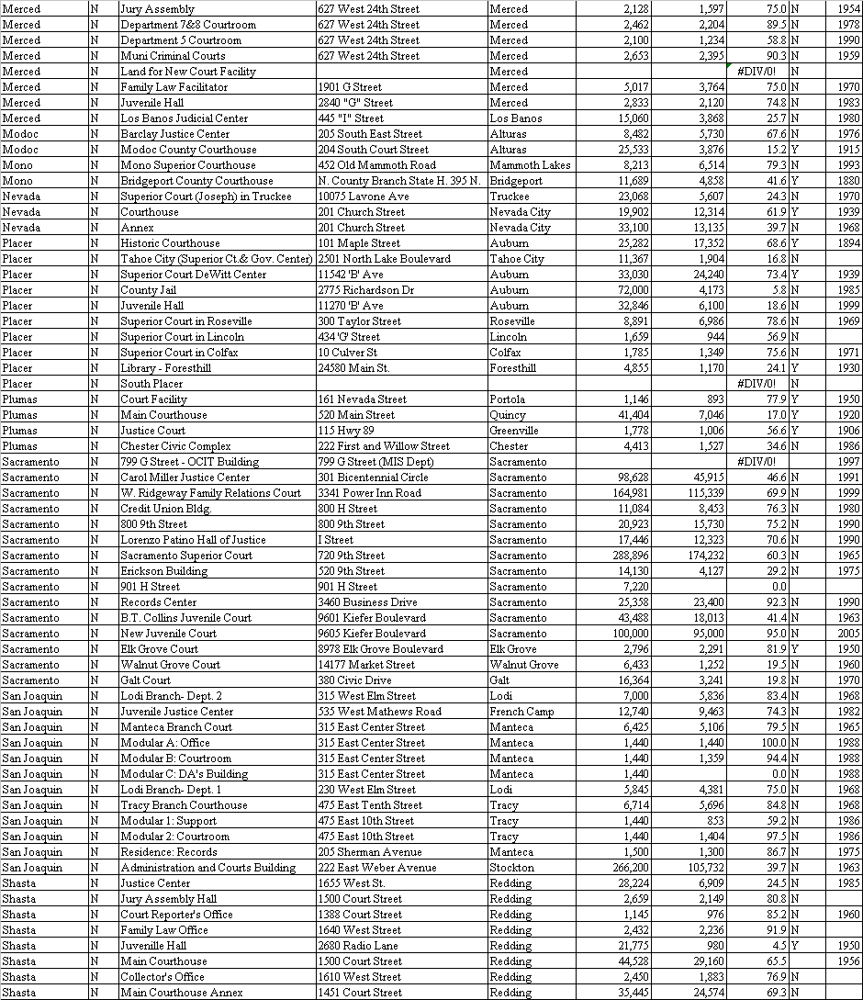 Merced N Jury Assembly 627 West 24th Street Merced 2,128 1,597 75.0 N 1954
Merced N Department 7&8 Courtroom 627 West 24th Street Merced 2,462 2,204 89.5 N 1978
Merced N Department 5 Courtroom 627 West 24th Street Merced 2,100 1,234 58.8 N 1990
Merced N Muni Criminal Courts 627 West 24th Street Merced 2,653 2,395 90.3 N 1959
Merced N Land for New Court Facility Merced #DIV/0! N
Merced N Family Law Facilitator 1901 G Street Merced 5,017 3,764 75.0 N 1970
Merced N Juvenile Hall 2840 "G" Street Merced 2,833 2,120 74.8 N 1983
Merced N Los Banos Judicial Center 445 "I" Street Los Banos 15,060 3,868 25.7 N 1980
Modoc N Barclay Justice Center 205 South East Street Alturas 8,482 5,730 67.6 N 1976
Modoc N Modoc County Courthouse 204 South Court Street Alturas 25,533 3,876 15.2 Y 1915
Mono N Mono Superior Courthouse 452 Old Mammoth Road Mammoth Lakes 8,213 6,514 79.3 N 1993
Mono N Bridgeport County Courthouse N. County Branch State H. 395 N. Bridgeport 11,689 4,858 41.6 Y 1880
Nevada N Superior Court (Joseph) in Truckee 10075 Lavone Ave Truckee 23,068 5,607 24.3 N 1970
Nevada N Courthouse 201 Church Street Nevada City 19,902 12,314 61.9 Y 1939
Nevada N Annex 201 Church Street Nevada City 33,100 13,135 39.7 N 1968
Placer N Historic Courthouse 101 Maple Street Auburn 25,282 17,352 68.6 Y 1894
Placer N Tahoe City (Superior Ct.& Gov. Center) 2501 North Lake Boulevard Tahoe City 11,367 1,904 16.8 N
Placer N Superior Court DeWitt Center 11542 'B' Ave Auburn 33,030 24,240 73.4 Y 1939
Placer N County Jail 2775 Richardson Dr Auburn 72,000 4,173 5.8 N 1985
Placer N Juvenile Hall 11270 'B' Ave Auburn 32,846 6,100 18.6 N 1999
Placer N Superior Court in Roseville 300 Taylor Street Roseville 8,891 6,986 78.6 N 1969
Placer N Superior Court in Lincoln 434 'G' Street Lincoln 1,659 944 56.9 N
Placer N Superior Court in Colfax 10 Culver St Colfax 1,785 1,349 75.6 N 1971
Placer N Library - Foresthill 24580 Main St. Foresthill 4,855 1,170 24.1 Y 1930
Placer N South Placer #DIV/0! N
Plumas N Court Facility 161 Nevada Street Portola 1,146 893 77.9 Y 1950
Plumas N Main Courthouse 520 Main Street Quincy 41,404 7,046 17.0 Y 1920
Plumas N Justice Court 115 Hwy 89 Greenville 1,778 1,006 56.6 Y 1906
Plumas N Chester Civic Complex 222 First and Willow Street Chester 4,413 1,527 34.6 N 1986
Sacramento N 799 G Street - OCIT Building 799 G Street (MIS Dept) Sacramento #DIV/0! 1997
Sacramento N Carol Miller Justice Center 301 Bicentennial Circle Sacramento 98,628 45,915 46.6 N 1991
Sacramento N W. Ridgeway Family Relations Court 3341 Power Inn Road Sacramento 164,981 115,339 69.9 N 1999
Sacramento N Credit Union Bldg. 800 H Street Sacramento 11,084 8,453 76.3 N 1980
Sacramento N 800 9th Street 800 9th Street Sacramento 20,923 15,730 75.2 N 1990
Sacramento N Lorenzo Patino Hall of Justice I Street Sacramento 17,446 12,323 70.6 N 1990
Sacramento N Sacramento Superior Court 720 9th Street Sacramento 288,896 174,232 60.3 N 1965
Sacramento N Erickson Building 520 9th Street Sacramento 14,130 4,127 29.2 N 1975
Sacramento N 901 H Street 901 H Street Sacramento 7,220 0.0
Sacramento N Records Center 3460 Business Drive Sacramento 25,358 23,400 92.3 N 1990
Sacramento N B.T. Collins Juvenile Court 9601 Kiefer Boulevard Sacramento 43,488 18,013 41.4 N 1963
Sacramento N New Juvenile Court 9605 Kiefer Boulevard Sacramento 100,000 95,000 95.0 N 2005
Sacramento N Elk Grove Court 8978 Elk Grove Boulevard Elk Grove 2,796 2,291 81.9 Y 1950
Sacramento N Walnut Grove Court 14177 Market Street Walnut Grove 6,433 1,252 19.5 N 1960
Sacramento N Galt Court 380 Civic Drive Galt 16,364 3,241 19.8 N 1970
San Joaquin N Lodi Branch- Dept. 2 315 West Elm Street Lodi 7,000 5,836 83.4 N 1968
San Joaquin N Juvenile Justice Center 535 West Mathews Road French Camp 12,740 9,463 74.3 N 1982
San Joaquin N Manteca Branch Court 315 East Center Street Manteca 6,425 5,106 79.5 N 1965
San Joaquin N Modular A: Office 315 East Center Street Manteca 1,440 1,440 100.0 N 1988
San Joaquin N Modular B: Courtroom 315 East Center Street Manteca 1,440 1,359 94.4 N 1988
San Joaquin N Modular C: DA's Building 315 East Center Street Manteca 1,440 0.0 N 1988
San Joaquin N Lodi Branch- Dept. 1 230 West Elm Street Lodi 5,845 4,381 75.0 N 1968
San Joaquin N Tracy Branch Courthouse 475 East Tenth Street Tracy 6,714 5,696 84.8 N 1968
San Joaquin N Modular 1: Support 475 East 10th Street Tracy 1,440 853 59.2 N 1986
San Joaquin N Modular 2: Courtroom 475 East 10th Street Tracy 1,440 1,404 97.5 N 1986
San Joaquin N Residence: Records 205 Sherman Avenue Manteca 1,500 1,300 86.7 N 1975
San Joaquin N Administration and Courts Building 222 East Weber Avenue Stockton 266,200 105,732 39.7 N 1963
Shasta N Justice Center 1655 West St. Redding 28,224 6,909 24.5 N 1985
Shasta N Jury Assembly Hall 1500 Court Street Redding 2,659 2,149 80.8 N
Shasta N Court Reporter's Office 1388 Court Street Redding 1,145 976 85.2 N 1960
Shasta N Family Law Office 1640 West Street Redding 2,432 2,236 91.9 N
Shasta N Juvenille Hall 2680 Radio Lane Redding 21,775 980 4.5 Y 1950
Shasta N Main Courthouse 1500 Court Street Redding 44,528 29,160 65.5 1956
Shasta N Collector's Office 1610 West Street Redding 2,450 1,883 76.9 N
Shasta N Main Courthouse Annex 1451 Court Street Redding 35,445 24,574 69.3 N